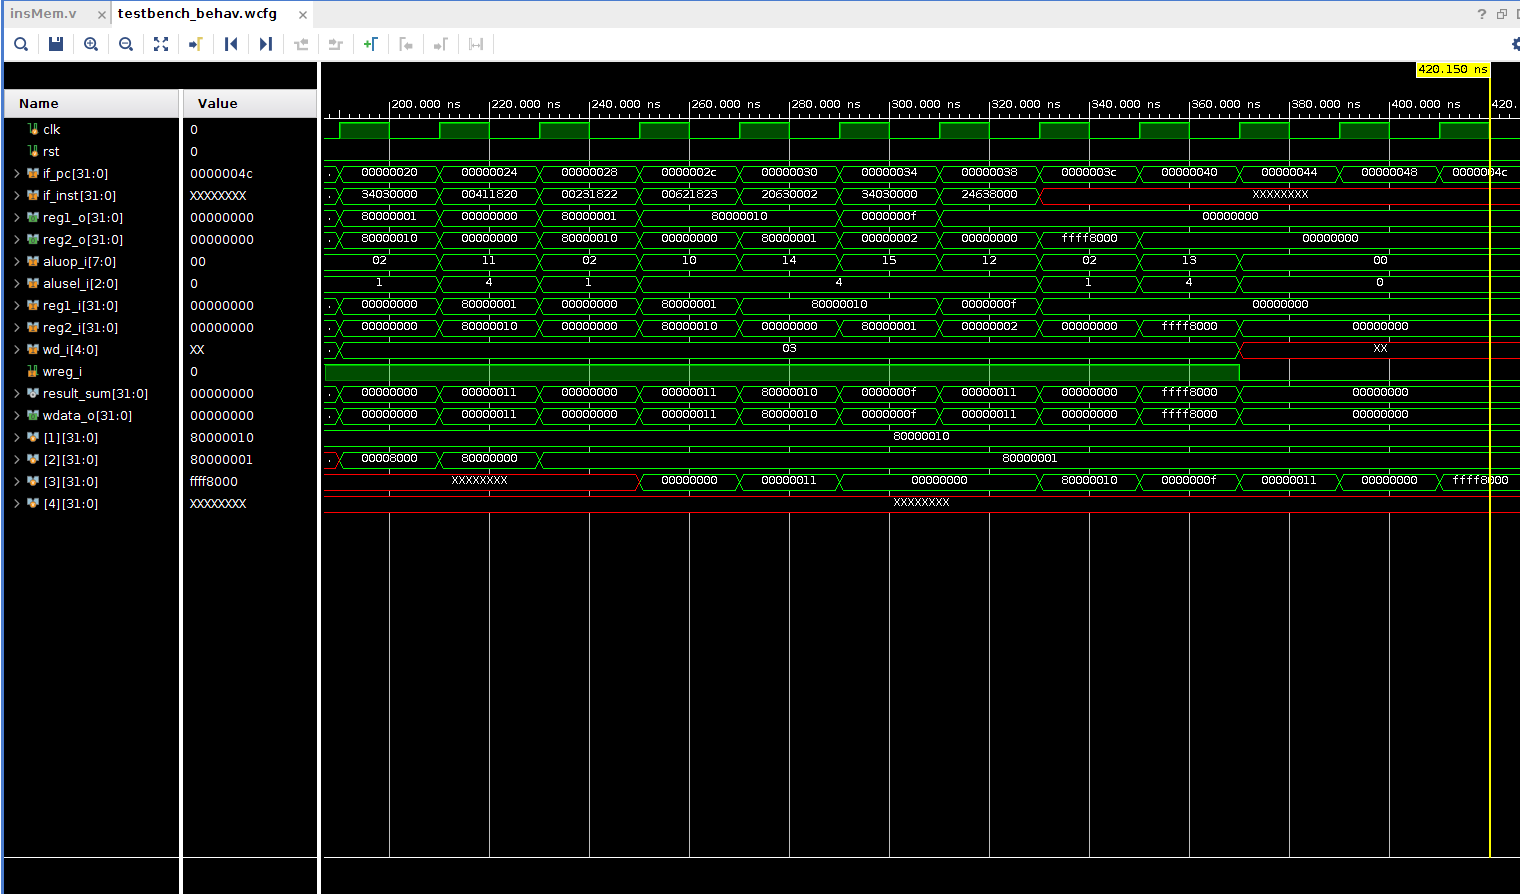 insMem.v × testbench_behav.wcfg × ?
420.150 ns
Name Value 200.000 ns 220.000 ns 240.000 ns 260.000 ns 280.000 ns 300.000 ns 320.000 ns 340.000 ns 360.000 ns 380.000 ns 400.000 ns 420.
clk 0
rst 0
if_pc[31:0] 0000004c . 00000020 00000024 00000028 0000002c 00000030 00000034 00000038 0000003c 00000040 00000044 00000048 0000004c
if_inst[31:0] XXXXXXXX . 34030000 00411820 00231822 00621823 20630002 34030000 24638000 XXXXXXXX
reg1_o[31:0] 00000000 . 80000001 00000000 80000001 80000010 0000000f 00000000
reg2_o[31:0] 00000000 . 80000010 00000000 80000010 00000000 80000001 00000002 00000000 ffff8000 00000000
aluop_i[7:0] 00 02 11 02 10 14 15 12 02 13 00
alusel_i[2:0] 0 1 4 1 4 1 4 0
reg1_i[31:0] 00000000 . 00000000 80000001 00000000 80000001 80000010 0000000f 00000000
reg2_i[31:0] 00000000 . 00000000 80000010 00000000 80000010 00000000 80000001 00000002 00000000 ffff8000 00000000
wd_i[4:0] XX . 03 XX
wreg_i 0
result_sum[31:0] 00000000 . 00000000 00000011 00000000 00000011 80000010 0000000f 00000011 00000000 ffff8000 00000000
wdata_o[31:0] 00000000 . 00000000 00000011 00000000 00000011 80000010 0000000f 00000011 00000000 ffff8000 00000000
[1][31:0] 80000010 80000010
[2][31:0] 80000001 . 00008000 80000000 80000001
[3][31:0] ffff8000 XXXXXXXX 00000000 00000011 00000000 80000010 0000000f 00000011 00000000 ffff8000
[4][31:0] XXXXXXXX XXXXXXXX